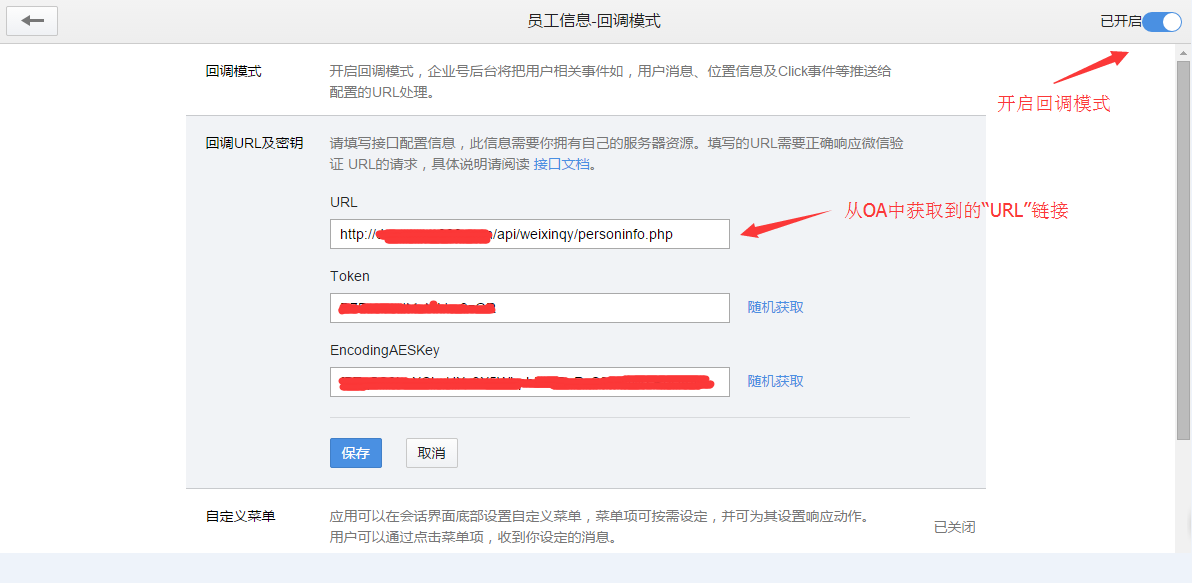 员工信息-回调模式
已开启
回调模式
开启回调模式，企业号后台将把用户相关事件如，用户消息、位置信息及Click事件等推送给
配置的URL处理。
开启回调模式
回调URL及密钥
请填写接口配置信息，此信息需要你拥有自己的服务器资源。填写的URL需要正确响应微信验
证 URL的请求，具体说明请阅读 接口文档。
URL
从OA中获取到的“URL”链接
http:// /api/weixinqy/personinfo.php
Token
随机获取
EncodingAESKey
随机获取
保存
取消
自定义菜单
应用可以在会话界面底部设置自定义菜单，菜单项可按需设定，并可为其设置响应动作。
用户可以通过点击菜单项，收到你设定的消息。
已关闭